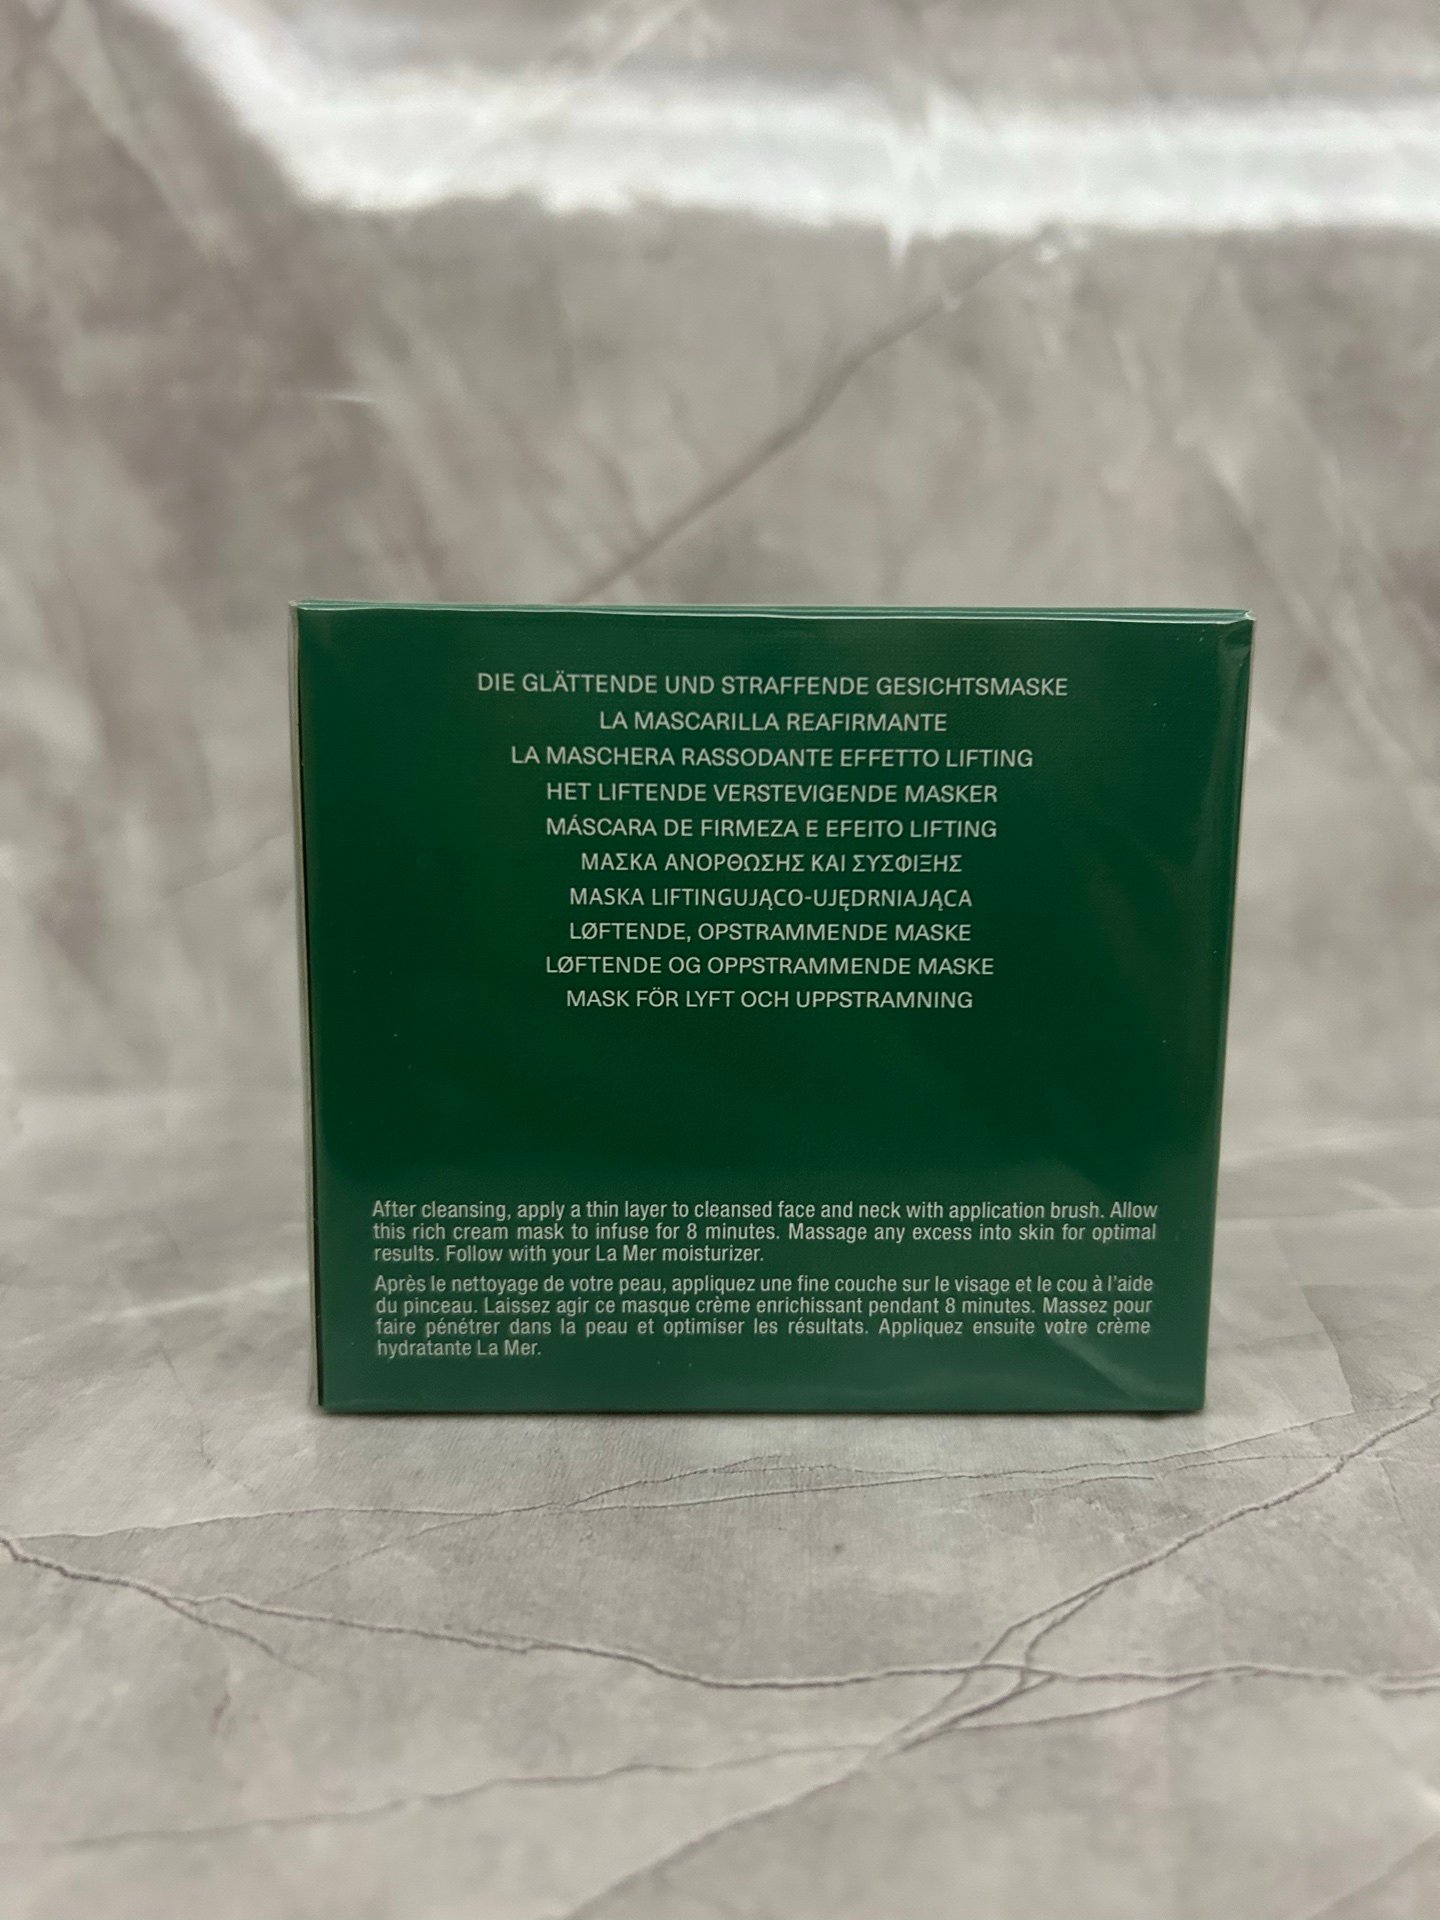 DIE GLÄTTENDE UND STRAFFENDE GESICHTSMASKE
LA MASCARILLA REAFIRMANTE
LA MASCHERA RASSODANTE EFFETTO LIFTING
HET LIFTENDE VERSTEVIGENDE MASKER
MÁSCARA DE FIRMEZA E EFEITO LIFTING
ΜΑΣΚΑ ΑΝΟΡΘΩΣΗΣ ΚΑΙ ΣΥΣΦΙΞΗΣ
MASKA LIFTINGUJĄCO-UJĘDRNIAJĄCA
LØFTENDE, OPSTRAMMENDE MASKE
LØFTENDE OG OPPSTRAMMENDE MASKE
MASK FÖR LYFT OCH UPPSTRAMNING
After cleansing, apply a thin layer to cleansed face and neck with application brush. Allow
this rich cream mask to infuse for 8 minutes. Massage any excess into skin for optimal
results. Follow with your La Mer moisturizer.
Après le nettoyage de votre peau, appliquez une fine couche sur le visage et le cou à l'aide
du pinceau. Laissez agir ce masque crème enrichissant pendant 8 minutes. Massez pour
faire pénétrer dans la peau et optimiser les résultats. Appliquez ensuite votre crème
hydratante La Mer.